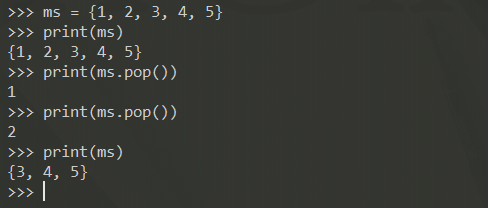 >>> ms = {1, 2, 3, 4, 5}
>>> print(ms)
{1, 2, 3, 4, 5}
>>> print(ms.pop())
1
>>> print(ms.pop())
2
>>> print(ms)
{3, 4, 5}
>>>